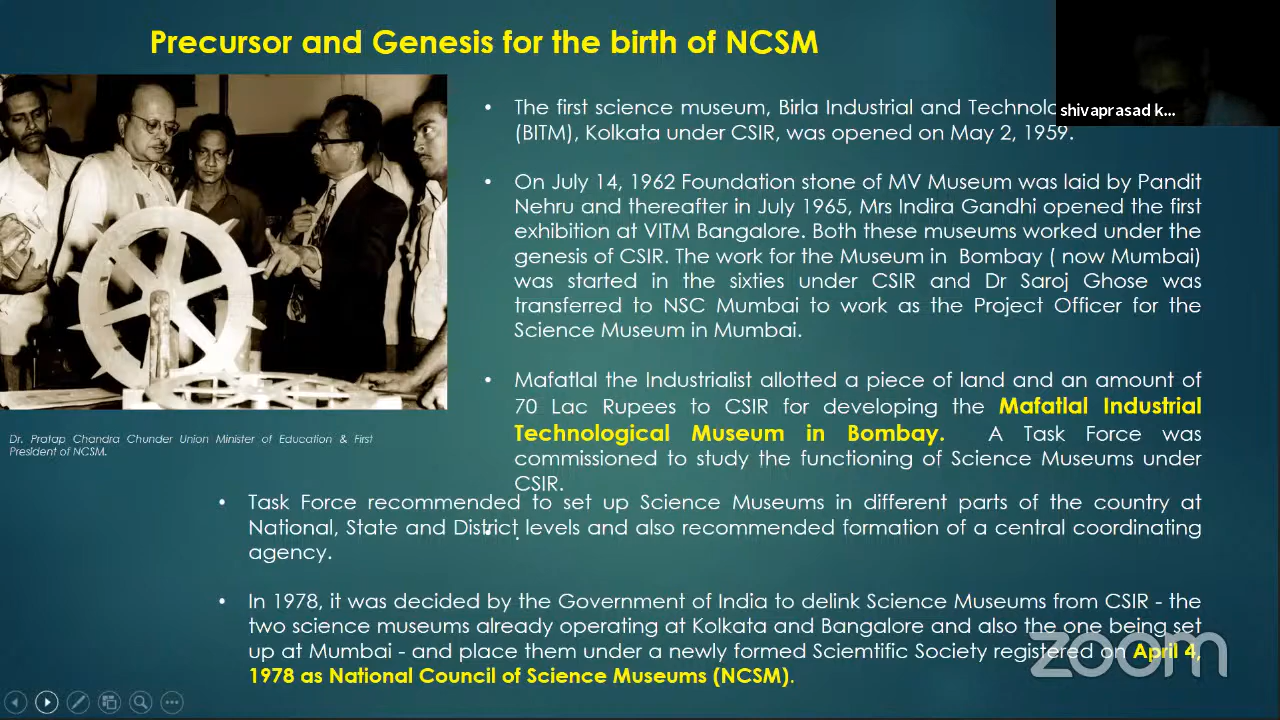 Precursor and Genesis for the birth of NCSM
shivaprasad k...
• The first science museum, Birla Industrial and
(BITM), Kolkata under CSIR, was opened on May 2, 1959.
• On July 14, 1962 Foundation stone of MV Museum was laid by Pandit
Nehru and thereafter in July 1965, Mrs Indira Gandhi opened the first
exhibition at VITM Bangalore. Both these museums worked under the
genesis of CSIR. The work for the Museum in Bombay ( now Mumbai)
was started in the sixties under CSIR and Dr Saroj Ghose was
transferred to NSC Mumbai to work as the Project Officer for the
Science Museum in Mumbai.
• Mafatlal the Industrialist allotted a piece of land and an amount of
70 Lac Rupees to CSIR for developing the Mafatlal Industrial
Technological Museum in Bombay. A Task Force was
commissioned to study the functioning of Science Museums under
CSIR.
Dr. Pratap Chandra Chunder Union Minister of Education & First
President of NCSM.
• Task Force recommended to set up Science Museums in different parts of the country at
National, State and District levels and also recommended formation of a central coordinating
agency.
• In 1978, it was decided by the Government of India to delink Science Museums from CSIR - the
two science museums already operating at Kolkata and Bangalore and also the one being set
up at Mumbai - and place them under a newly formed Sciemtific Society registered on April 4,
1978 as National Council of Science Museums (NCSM).
zoom